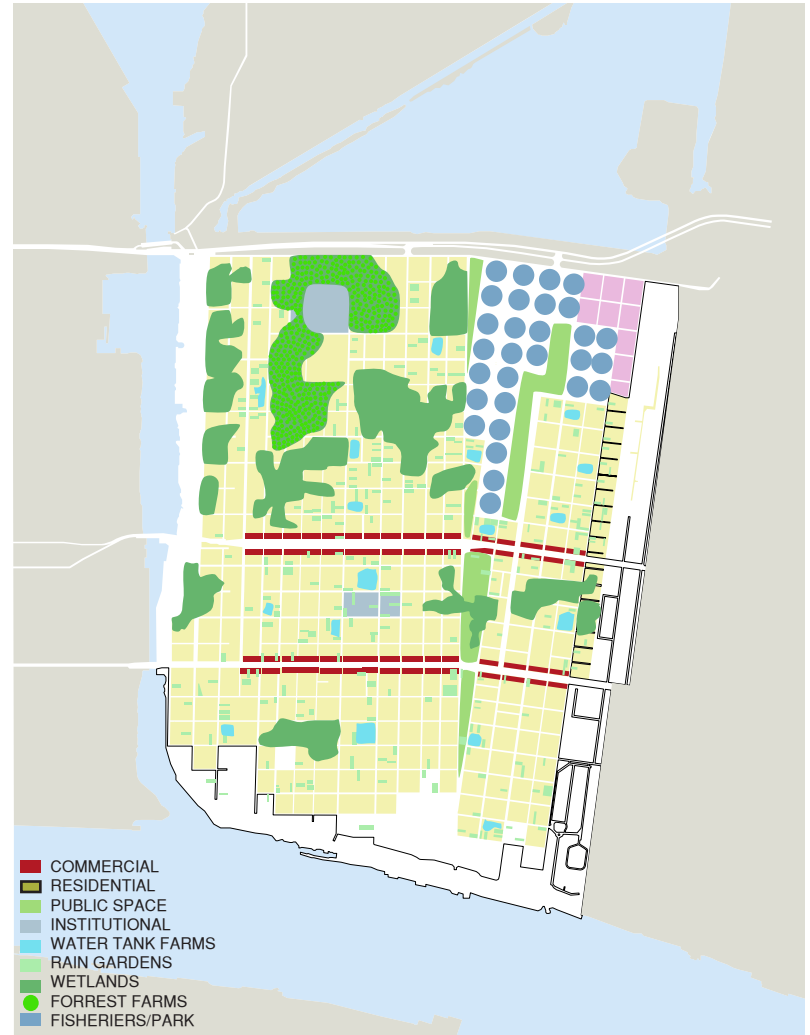 COMMERCIAL
RESIDENTIAL
PUBLIC SPACE
INSTITUTIONAL
WATER TANK FARMS
RAIN GARDENS
WETLANDS
FORREST FARMS
FISHERIERS/PARK